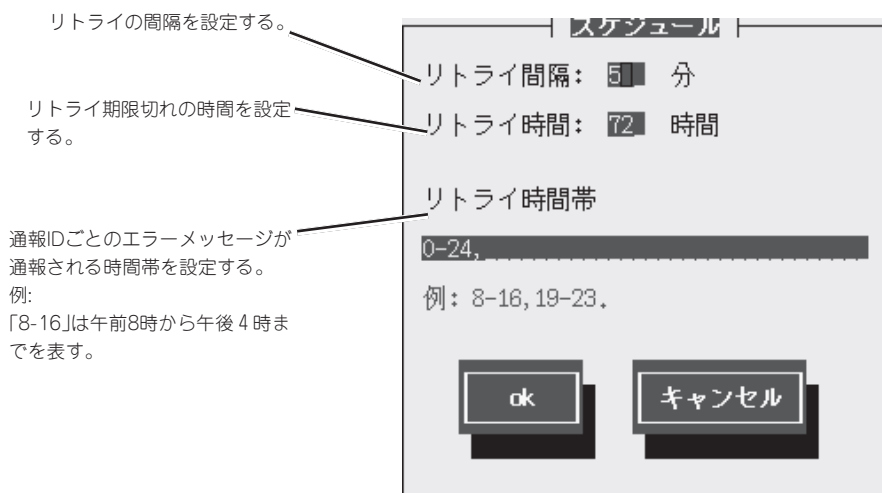 リトライの間隔を設定する。
リトライ期限切れの時間を設定
する。
通報IDごとのエラーメッセージが
通報される時間帯を設定する。
例:
「8-16」は午前8時から午後４時ま
でを表す。
スケジュール
リトライ間隔: 5 分
リトライ時間: 72 時間
リトライ時間帯
0-24,
例: 8-16,19-23.
ok
キャンセル